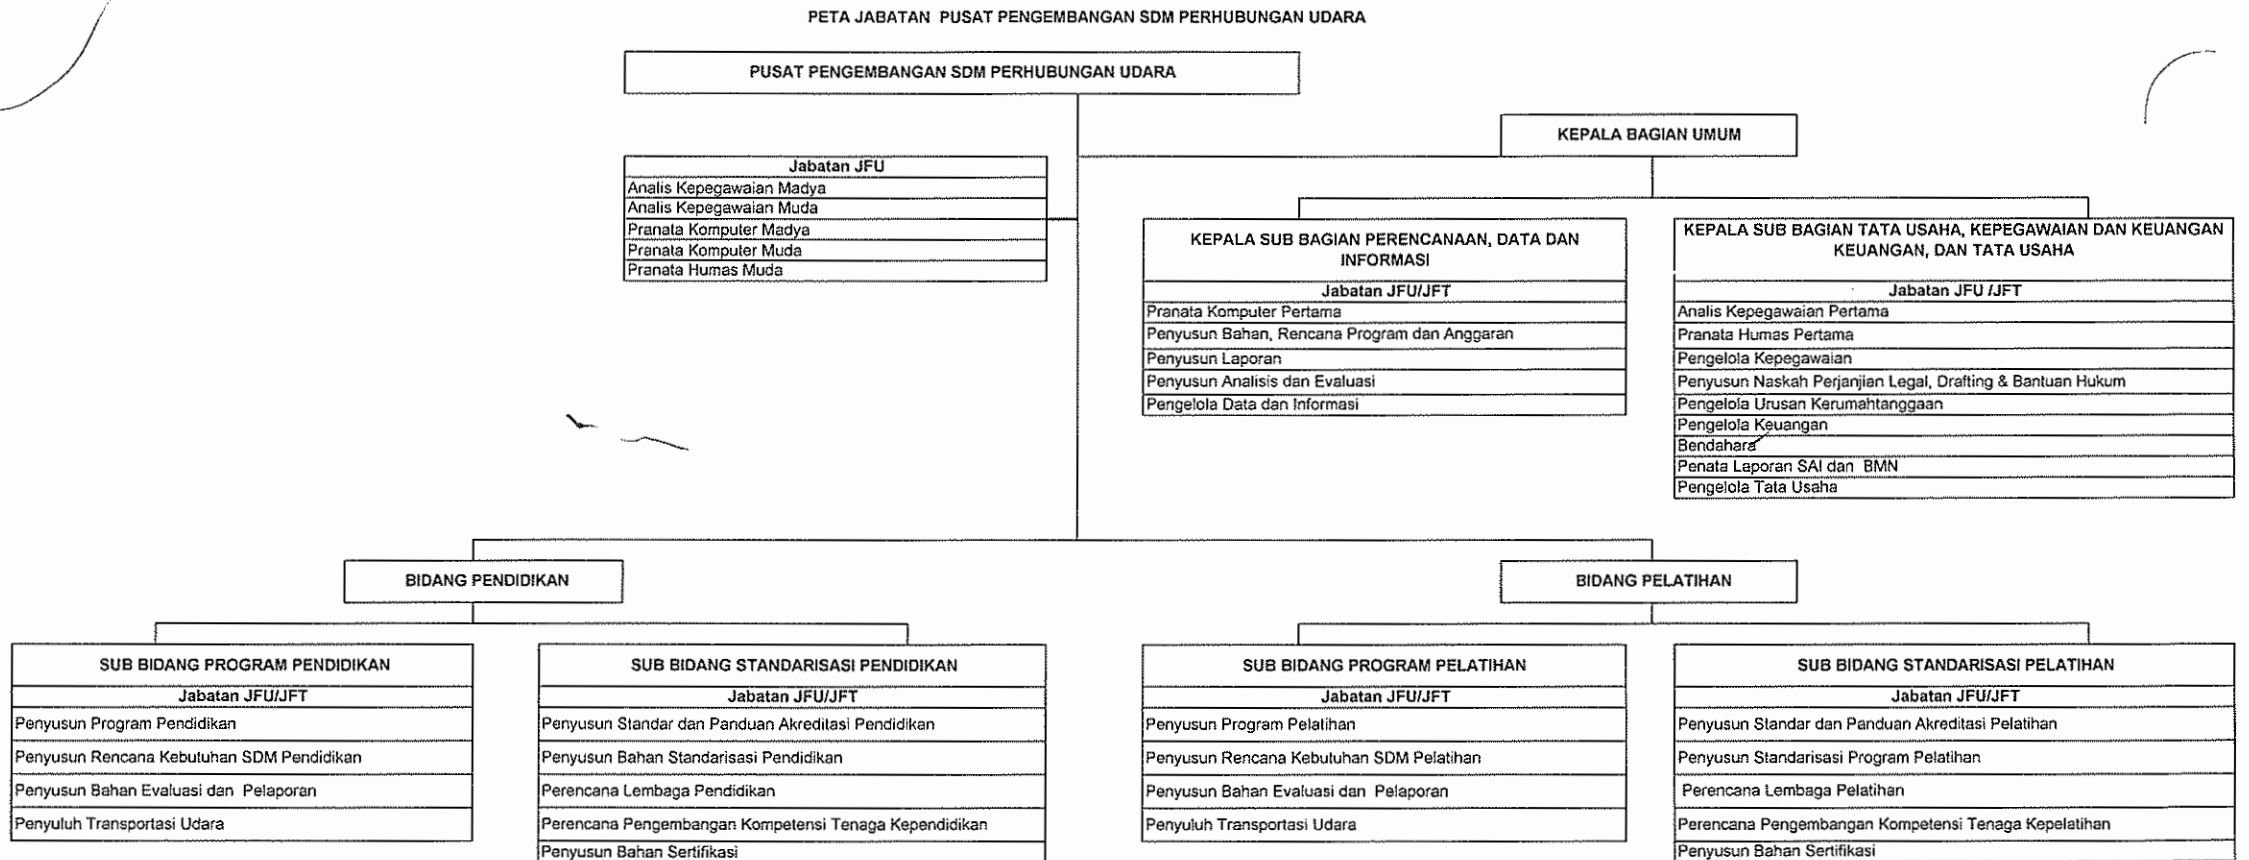 PETA JABATAN PUSAT PENGEMBANGAN SDM PERHUBUNGAN UDARA
PUSAT PENGEMBANGAN SDM PERHUBUNGAN UDARA
KEPALA BAGIAN UMUM
Jabatan JFU
Analis Kepegawaian Madya
Analis Kepegawaian Muda
Pranata Komputer Madya
Pranata Komputer Muda
Pranata Humas Muda
KEPALA SUB BAGIAN PERENCANAAN, DATA DAN
INFORMASI
Jabatan JFU/JFT
Pranata Komputer Pertama
Penyusun Bahan, Rencana Program dan Anggaran
Penyusun Laporan
Penyusun Analisis dan Evaluasi
Pengelola Data dan Informasi
KEPALA SUB BAGIAN TATA USAHA, KEPEGAWAIAN DAN KEUANGAN
KEUANGAN, DAN TATA USAHA
Jabatan JFU /JFT
Analis Kepegawaian Pertama
Pranata Humas Pertama
Pengelola Kepegawaian
Penyusun Naskah Perjanjian Legal, Drafting & Bantuan Hukum
Pengelola Urusan Kerumahtanggaan
Pengelola Keuangan
Bendahara
Penata Laporan SAI dan BMN
Pengelola Tata Usaha
BIDANG PENDIDIKAN
BIDANG PELATIHAN
SUB BIDANG PROGRAM PENDIDIKAN
Jabatan JFU/JFT
Penyusun Program Pendidikan
Penyusun Rencana Kebutuhan SDM Pendidikan
Penyusun Bahan Evaluasi dan Pelaporan
Penyuluh Transportasi Udara
SUB BIDANG STANDARISASI PENDIDIKAN
Jabatan JFU/JFT
Penyusun Standar dan Panduan Akreditasi Pendidikan
Penyusun Bahan Standarisasi Pendidikan
Perencana Lembaga Pendidikan
Perencana Pengembangan Kompetensi Tenaga Kependidikan
Penyusun Bahan Sertifikasi
SUB BIDANG PROGRAM PELATIHAN
Jabatan JFU/JFT
Penyusun Program Pelatihan
Penyusun Rencana Kebutuhan SDM Pelatihan
Penyusun Bahan Evaluasi dan Pelaporan
Penyuluh Transportasi Udara
SUB BIDANG STANDARISASI PELATIHAN
Jabatan JFU/JFT
Penyusun Standar dan Panduan Akreditasi Pelatihan
Penyusun Standarisasi Program Pelatihan
Perencana Lembaga Pelatihan
Perencana Pengembangan Kompetensi Tenaga Kepelatihan
Penyusun Bahan Sertifikasi